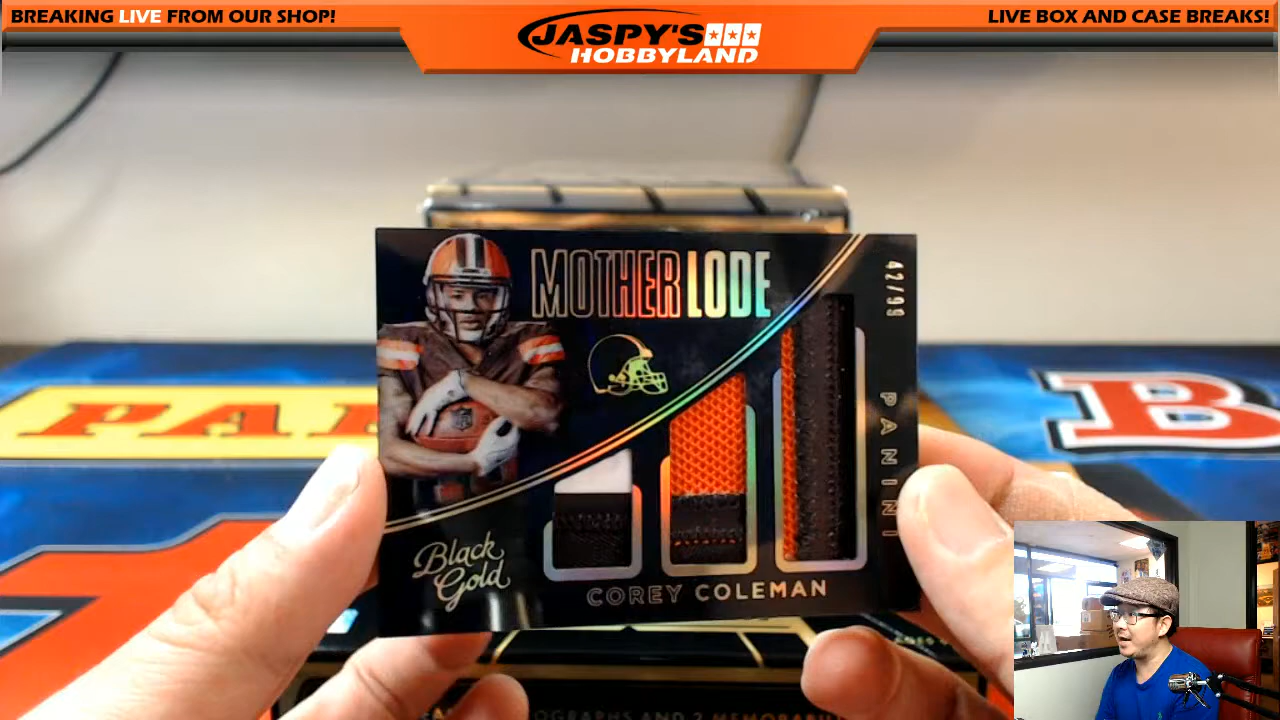 BREAKING LIVE FROM OUR SHOP!
JASPY'S
HOBBYLAND
LIVE BOX AND CASE BREAKS!
MOTHER LODE
42/99
PANINI
Black
Gold
COREY COLEMAN